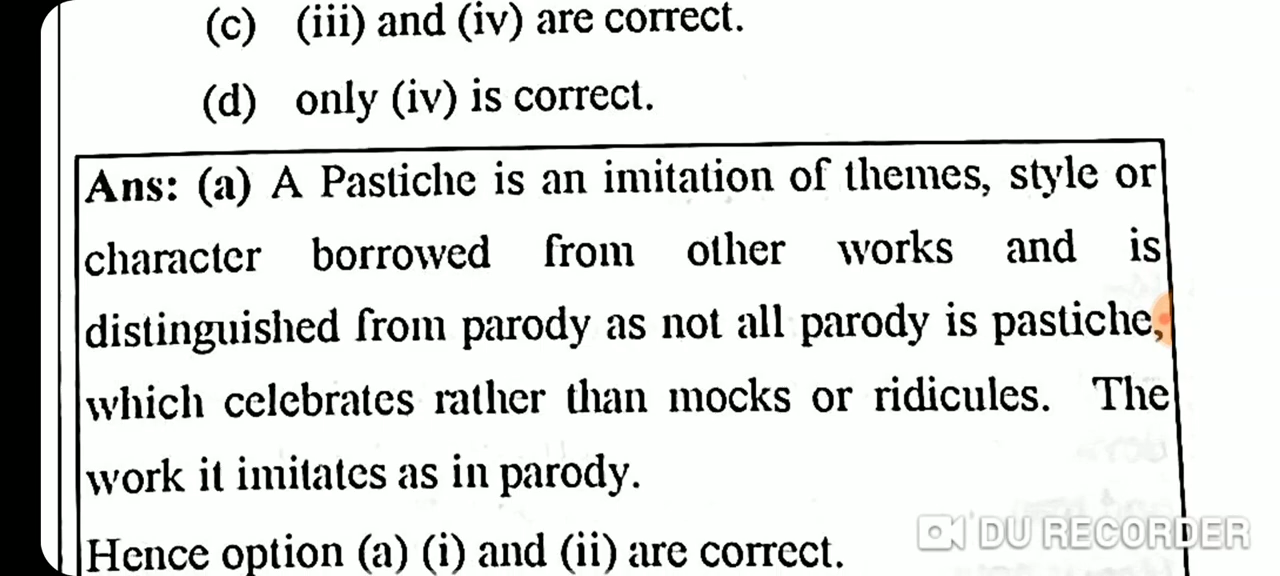 (c) (iii) and (iv) are correct.
(d) only (iv) is correct.
Ans: (a) A Pastiche is an imitation of themes, style or
character borrowed from other works and is
distinguished from parody as not all parody is pastiche,
which celebrates rather than mocks or ridicules. The
work it imitates as in parody.
Hence option (a) (i) and (ii) are correct.
DU RECORDER